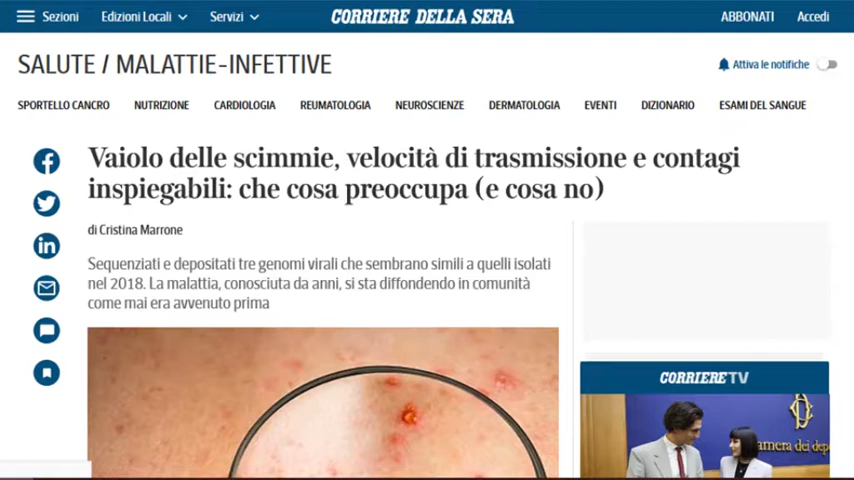 Sezioni Edizioni Locali Servizi CORRIERE DELLA SERA ABBONATI Accedi
SALUTE / MALATTIE-INFETTIVE
Attiva le notifiche
SPORTELLO CANCRO NUTRIZIONE CARDIOLOGIA REUMATOLOGIA NEUROSCIENZE DERMATOLOGIA EVENTI DIZIONARIO ESAMI DEL SANGUE
Vaiolo delle scimmie, velocità di trasmissione e contagi
inspiegabili: che cosa preoccupa (e cosa no)
di Cristina Marrone
Sequenziati e depositati tre genomi virali che sembrano simili a quelli isolati
nel 2018. La malattia, conosciuta da anni, si sta diffondendo in comunità
come mai era avvenuto prima
CORRIERE TV
amera dei dep